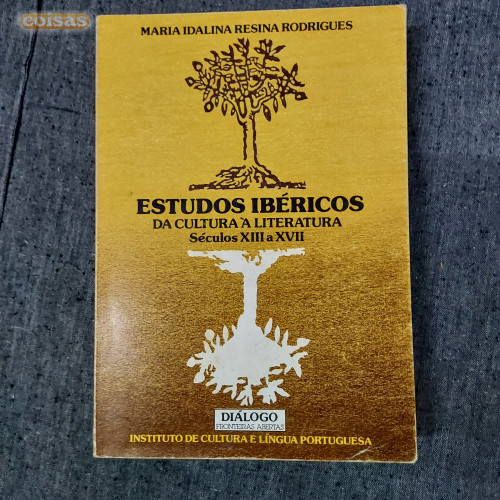 coisas
MARIA IDALINA RESINA RODRIGUES
ESTUDOS IBÉRICOS
DA CULTURA À LITERATURA
Séculos XIII a XVII
DIÁLOGO
FRONTEIRAS ABERTAS
INSTITUTO DE CULTURA E LÍNGUA PORTUGUESA